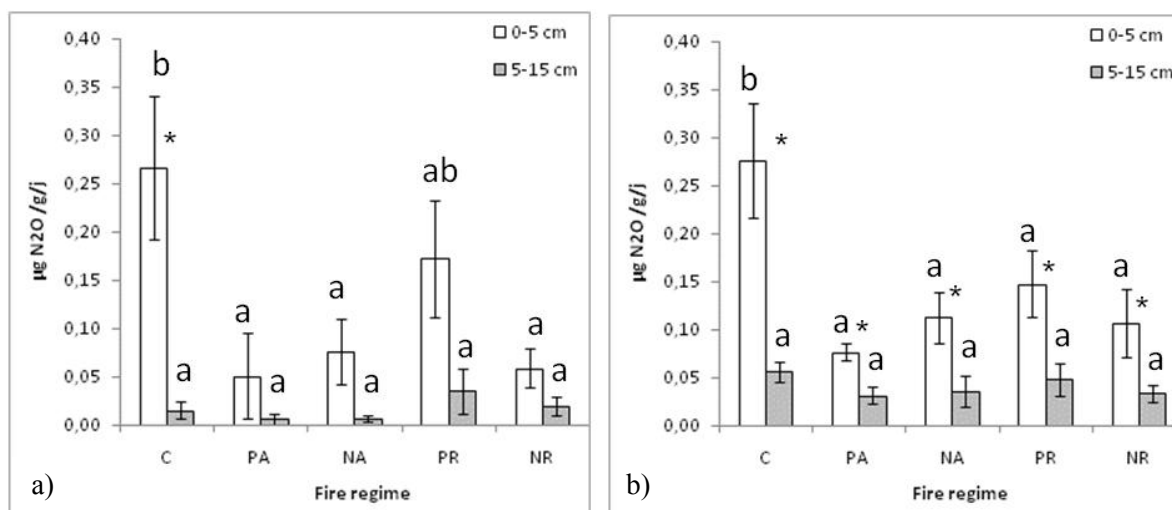 0,40
0,35
0,30
0,25
0,20
0,15
0,10
0,05
0,00
µg N2O /g/j
0-5 cm
5-15 cm
b
*
a
a
a
a
a
ab
a
a
a
C PA NA PR NR
Fire regime
a)
0,40
0,35
0,30
0,25
0,20
0,15
0,10
0,05
0,00
µg N2O /g/j
0-5 cm
5-15 cm
b
*
a
a *
a
a
*
a
a
*
a
a
*
a
C PA NA PR NR
Fire regime
b)